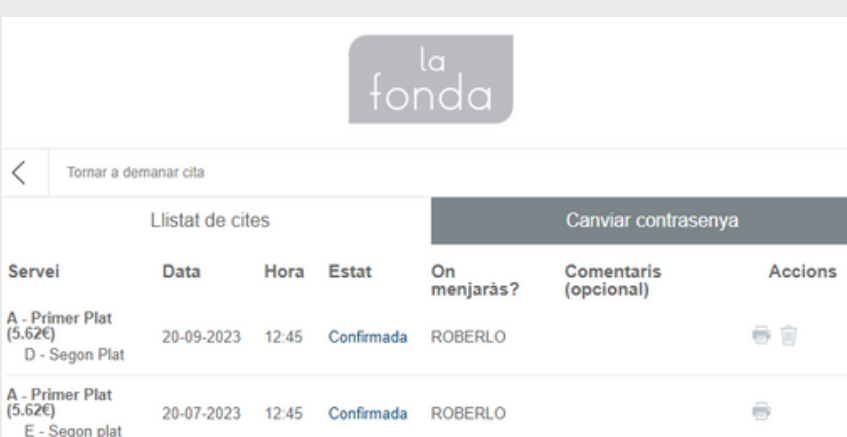 la
fonda
Tornar a demanar cita
Llistat de cites
Canviar contrasenya
Servei Data Hora Estat On menjaràs? Comentaris (opcional) Accions
A - Primer Plat
(5.62€) 20-09-2023 12:45 Confirmada ROBERLO
D - Segon Plat
A - Primer Plat
(5.62€) 20-07-2023 12:45 Confirmada ROBERLO
E - Segon plat